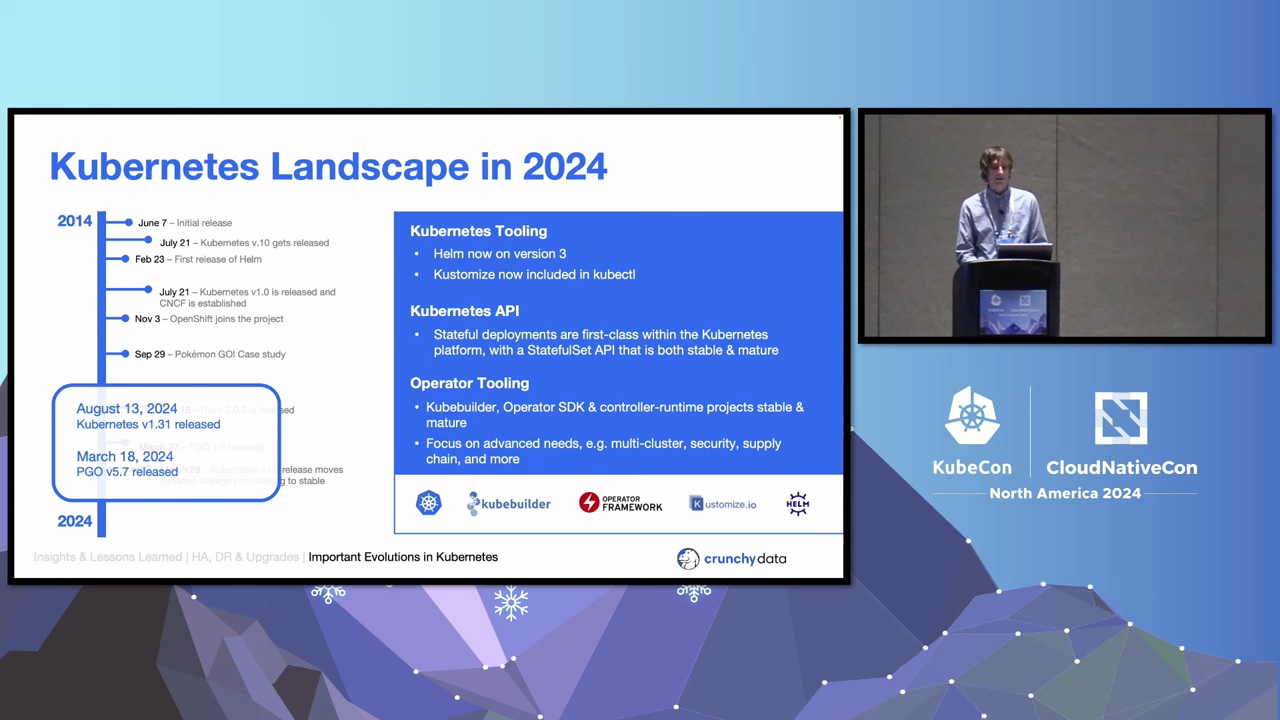 Kubernetes Landscape in 2024
2014
June 7 – Initial release
July 21 – Kubernetes v.10 gets released
Feb 23 – First release of Helm
July 21 – Kubernetes v1.0 is released and
CNCF is established
Nov 3 – OpenShift joins the project
Sep 29 – Pokémon GO! Case study
August 13, 2024
Kubernetes v1.31 released
March 18, 2024
PGO v5.7 released
release moves
to stable
2024
Kubernetes Tooling
• Helm now on version 3
• Kustomize now included in kubectl
Kubernetes API
• Stateful deployments are first-class within the Kubernetes
platform, with a StatefulSet API that is both stable & mature
Operator Tooling
• Kubebuilder, Operator SDK & controller-runtime projects stable &
mature
• Focus on advanced needs, e.g. multi-cluster, security, supply
chain, and more
kubebuilder
OPERATOR
FRAMEWORK
Kustomize.io
HELM
Insights & Lessons Learned | HA, DR & Upgrades | Important Evolutions in Kubernetes
crunchydata
KubeCon
CloudNativeCon
North America 2024